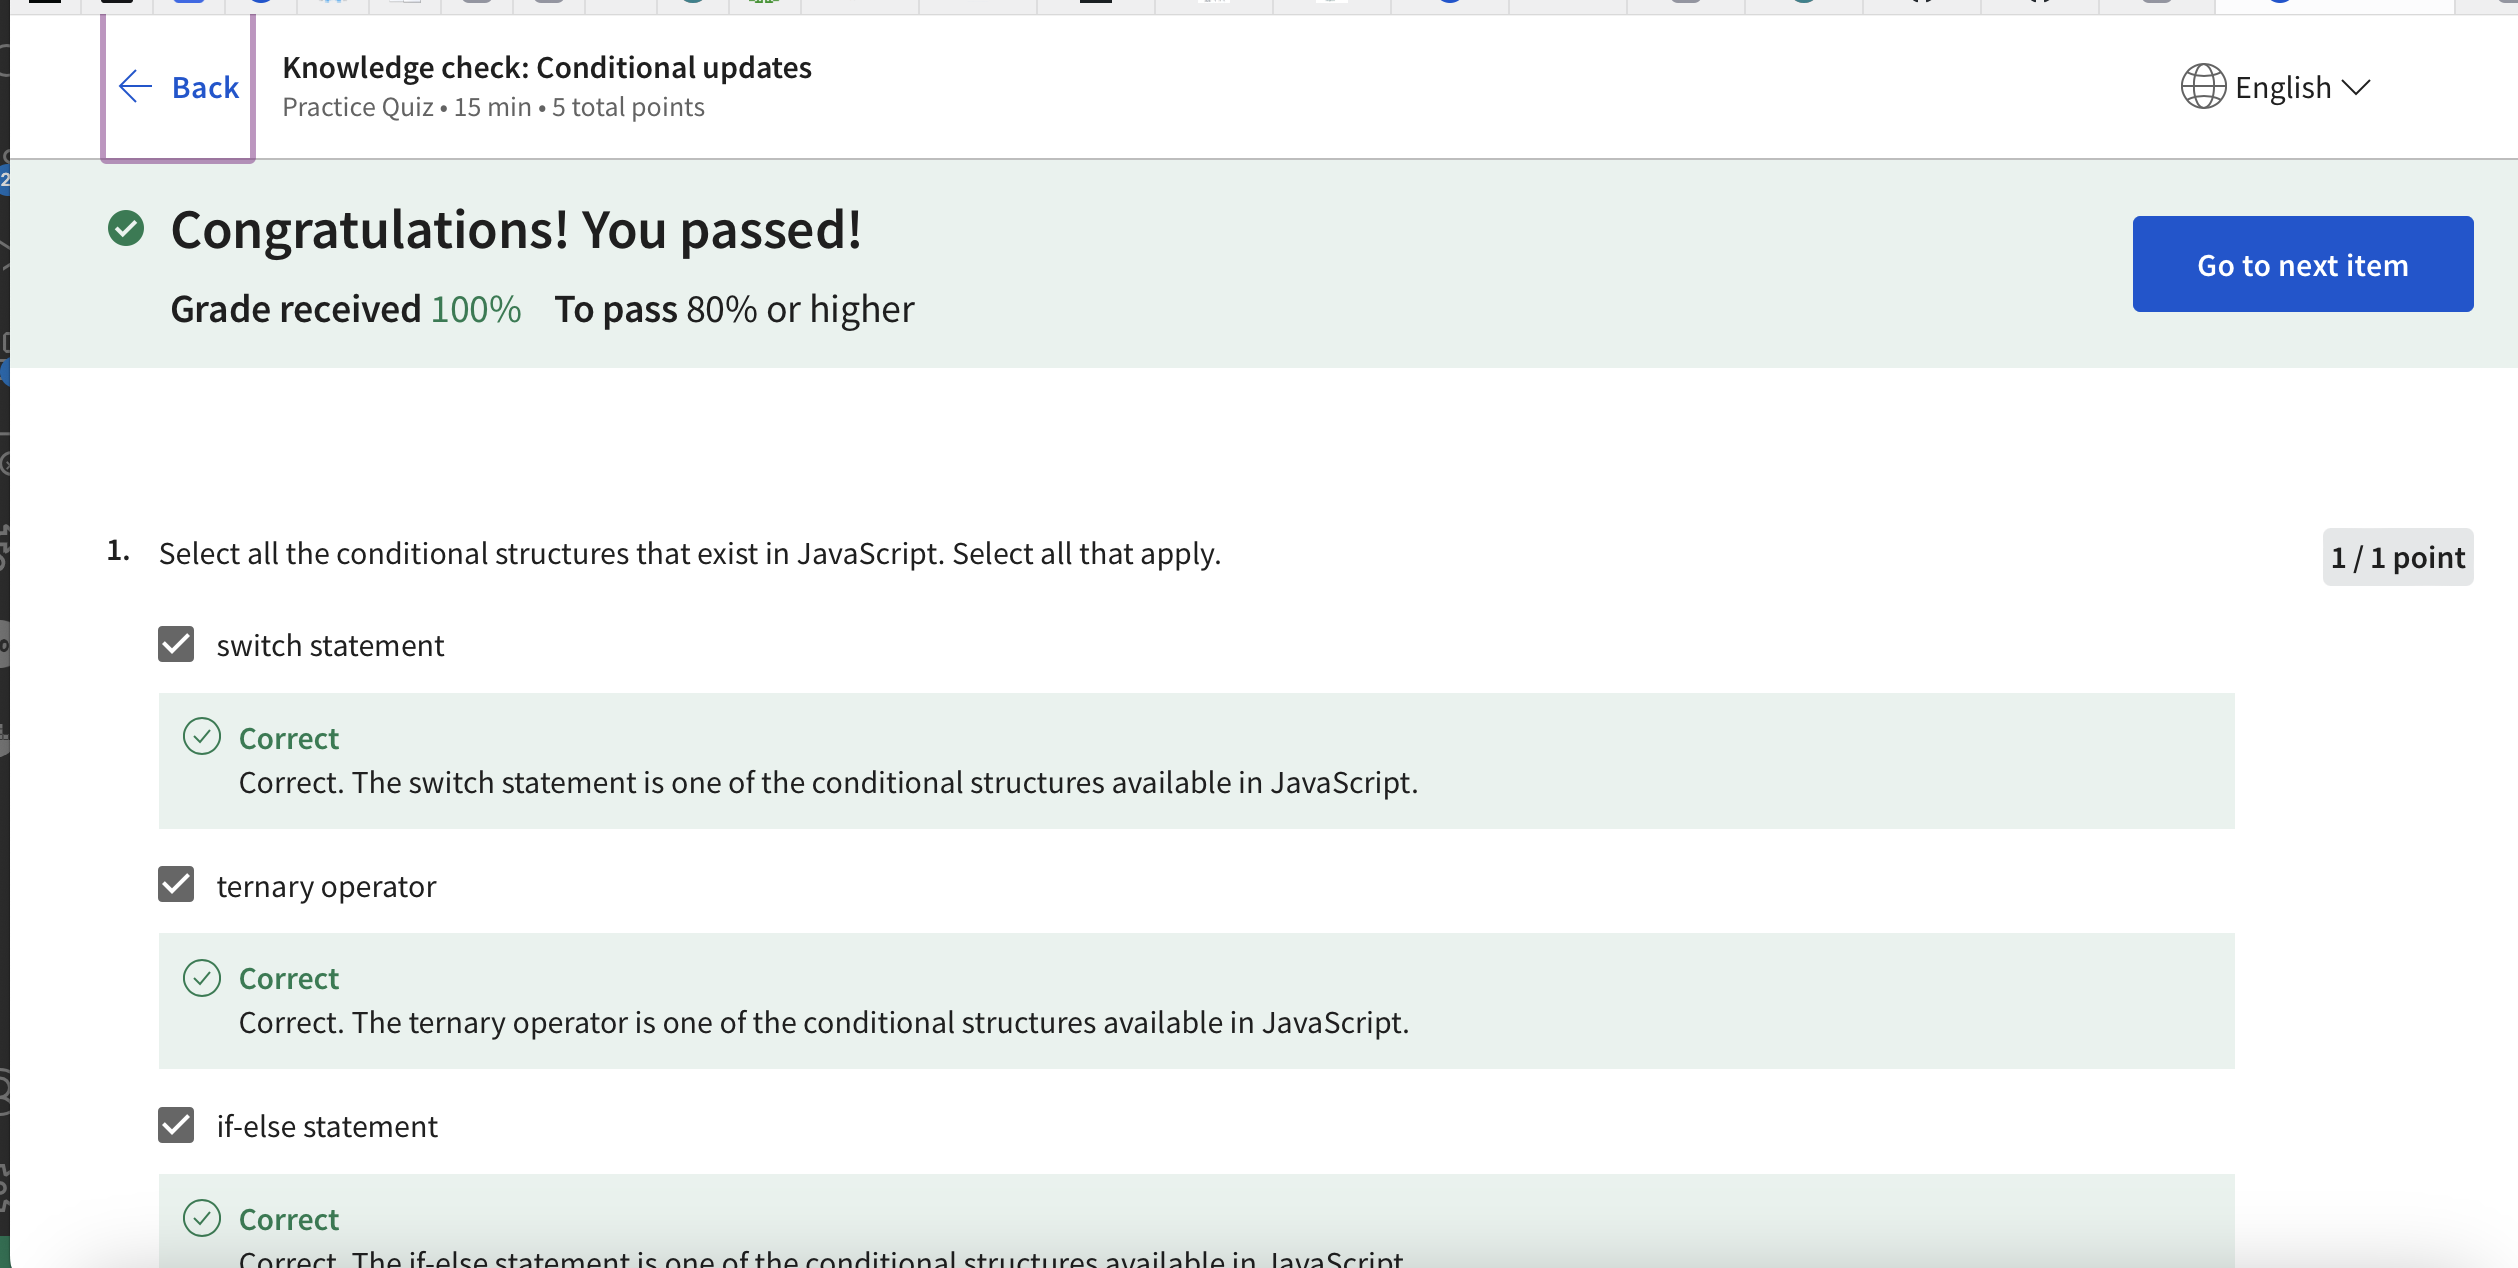 Back
Knowledge check: Conditional updates
Practice Quiz • 15 min • 5 total points
English
Congratulations! You passed!
Grade received 100% To pass 80% or higher
Go to next item
1. Select all the conditional structures that exist in JavaScript. Select all that apply.
1 / 1 point
switch statement
Correct
Correct. The switch statement is one of the conditional structures available in JavaScript.
ternary operator
Correct
Correct. The ternary operator is one of the conditional structures available in JavaScript.
if-else statement
Correct
Correct. The if-else statement is one of the conditional structures available in JavaScript.